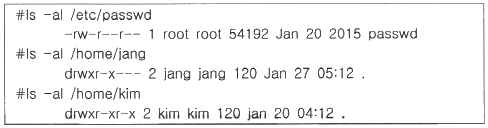 #ls -al /etc/passwd
-rw-r--r-- 1 root root 54192 Jan 20 2015 passwd
#ls -al /home/jang
drwxr-x--- 2 jang jang 120 Jan 27 05:12 .
#ls -al /home/kim
drwxr-xr-x 2 kim kim 120 jan 20 04:12 .